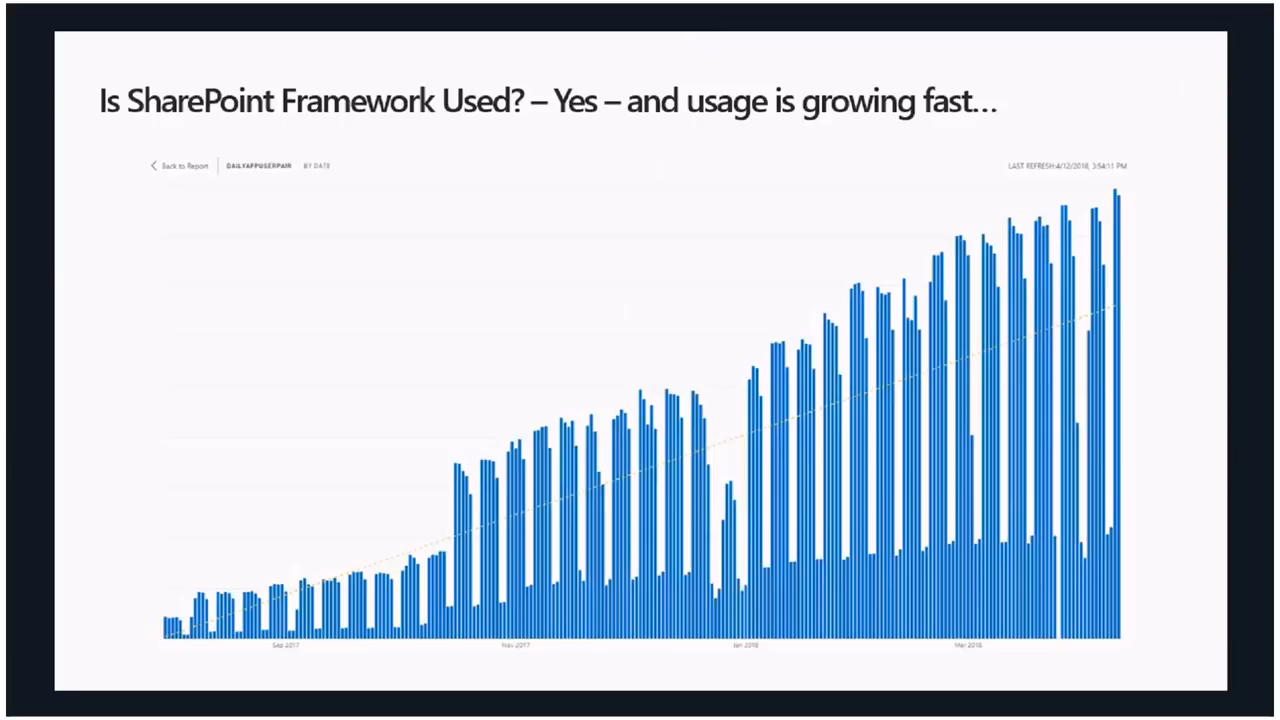 Is SharePoint Framework Used? – Yes – and usage is growing fast...
Back to Report DAILYAPPUSERPAIR BY DATE LAST REFRESH:4/12/2018, 3:54:11 PM
Sep 2017 Nov 2017 Jan 2018 Mar 2018